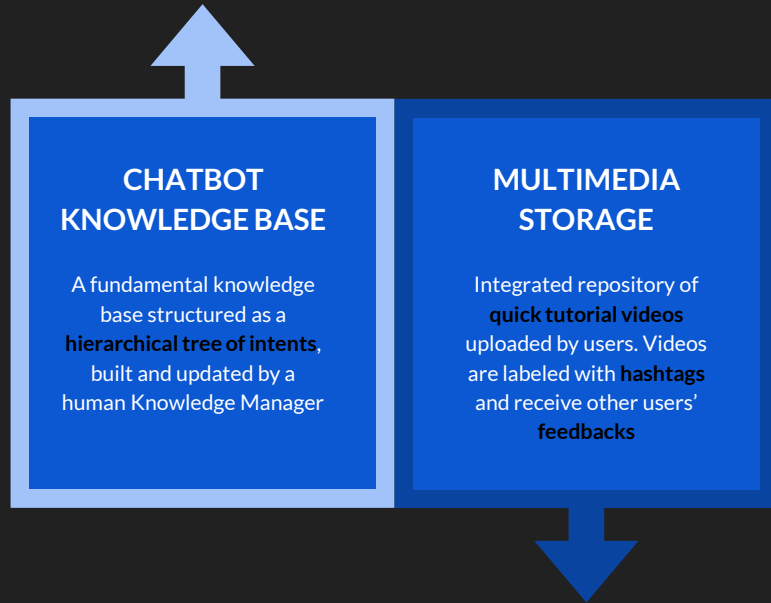 CHATBOT
KNOWLEDGE BASE
A fundamental knowledge
base structured as a
hierarchical tree of intents,
built and updated by a
human Knowledge Manager
MULTIMEDIA
STORAGE
Integrated repository of
quick tutorial videos
uploaded by users. Videos
are labeled with hashtags
and receive other users’
feedbacks